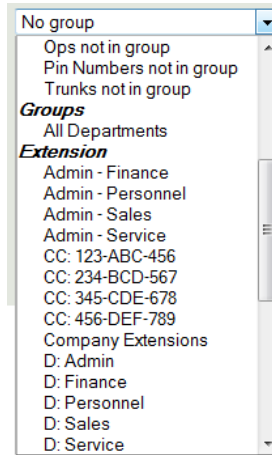 No group
Ops not in group
Pin Numbers not in group
Trunks not in group
Groups
All Departments
Extension
Admin - Finance
Admin - Personnel
Admin - Sales
Admin - Service
CC: 123-ABC-456
CC: 234-BCD-567
CC: 345-CDE-678
CC: 456-DEF-789
Company Extensions
D: Admin
D: Finance
D: Personnel
D: Sales
D: Service